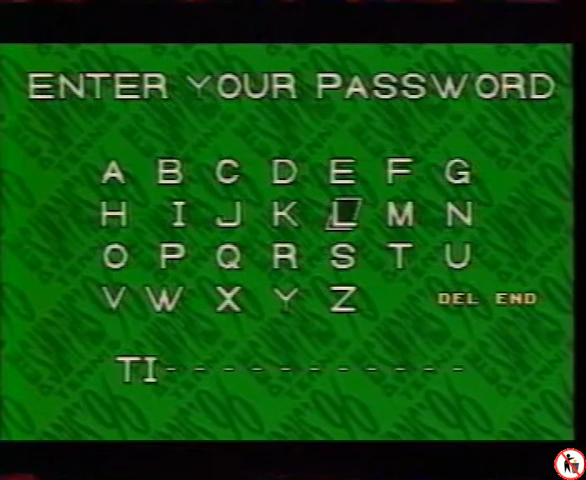 ENTER YOUR PASSWORD
A B C D E F G
H I J K L M N
O P Q R S T U
V W X Y Z DEL END
TI-----------